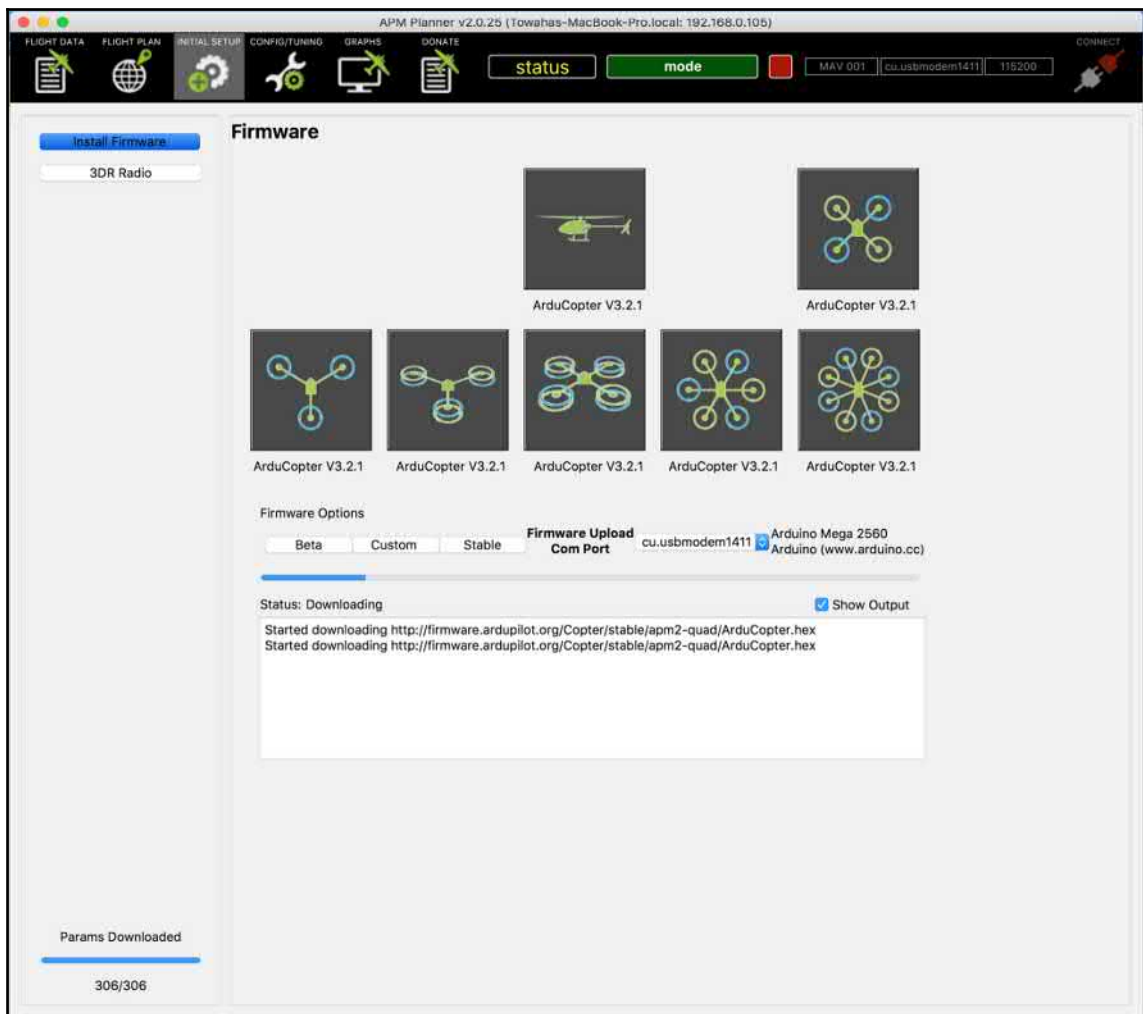 APM Planner v2.0.25 (Towahas-MacBook-Pro.local: 192.168.0.105)
FLIGHT DATA FLIGHT PLAN INITIAL SETUP CONFIG/TUNING GRAPHS DONATE CONNECT
status mode MAV 001 cu.usbmodem1411 115200
Install Firmware
3DR Radio
Firmware
ArduCopter V3.2.1 ArduCopter V3.2.1
ArduCopter V3.2.1 ArduCopter V3.2.1 ArduCopter V3.2.1 ArduCopter V3.2.1 ArduCopter V3.2.1
Firmware Options
Beta Custom Stable
Firmware Upload
Com Port
cu.usbmodem1411
Arduino Mega 2560
Arduino (www.arduino.cc)
Status: Downloading
Show Output
Started downloading http://firmware.ardupilot.org/Copter/stable/apm2-quad/ArduCopter.hex
Started downloading http://firmware.ardupilot.org/Copter/stable/apm2-quad/ArduCopter.hex
Params Downloaded
306/306